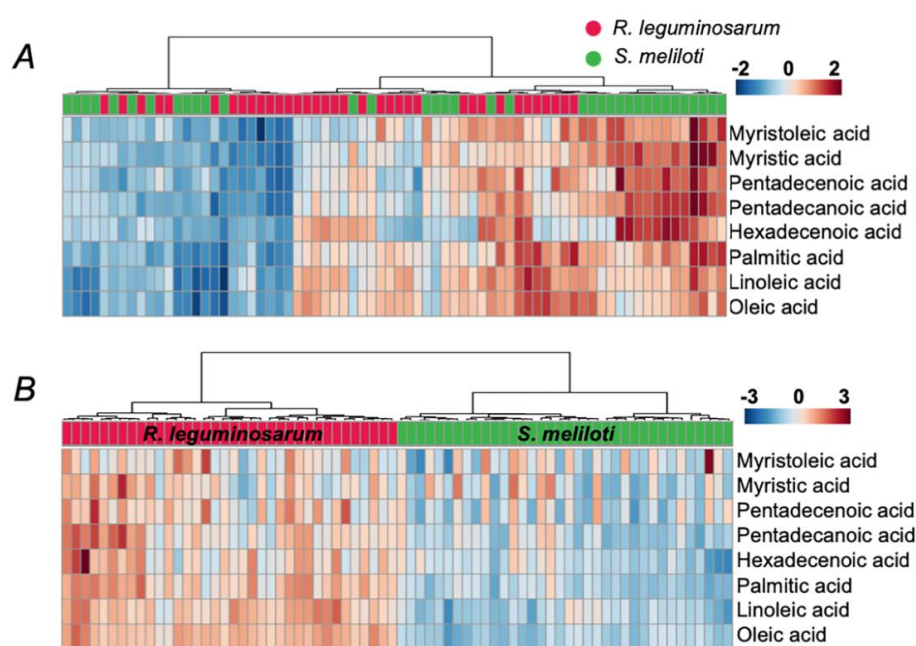 A
R. leguminosarum
S. meliloti
-2 0 2
Myristoleic acid
Myristic acid
Pentadecenoic acid
Pentadecanoic acid
Hexadecenoic acid
Palmitic acid
Linoleic acid
Oleic acid
B
-3 0 3
R. leguminosarum S. meliloti
Myristoleic acid
Myristic acid
Pentadecenoic acid
Pentadecanoic acid
Hexadecenoic acid
Palmitic acid
Linoleic acid
Oleic acid